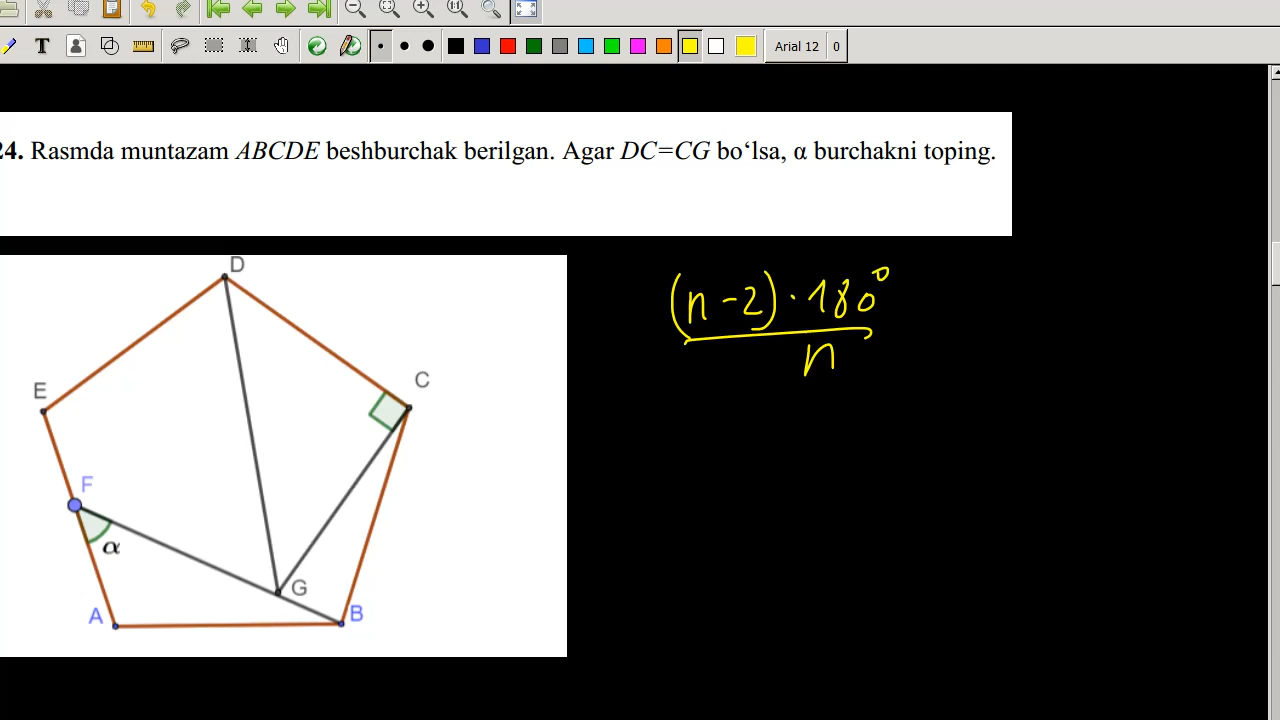 Arial 12 0
24. Rasmda muntazam ABCDE beshburchak berilgan. Agar DC=CG bo‘lsa, α burchakni toping.
D
C
E
F
α
G
A
B
(n-2)·180°
n